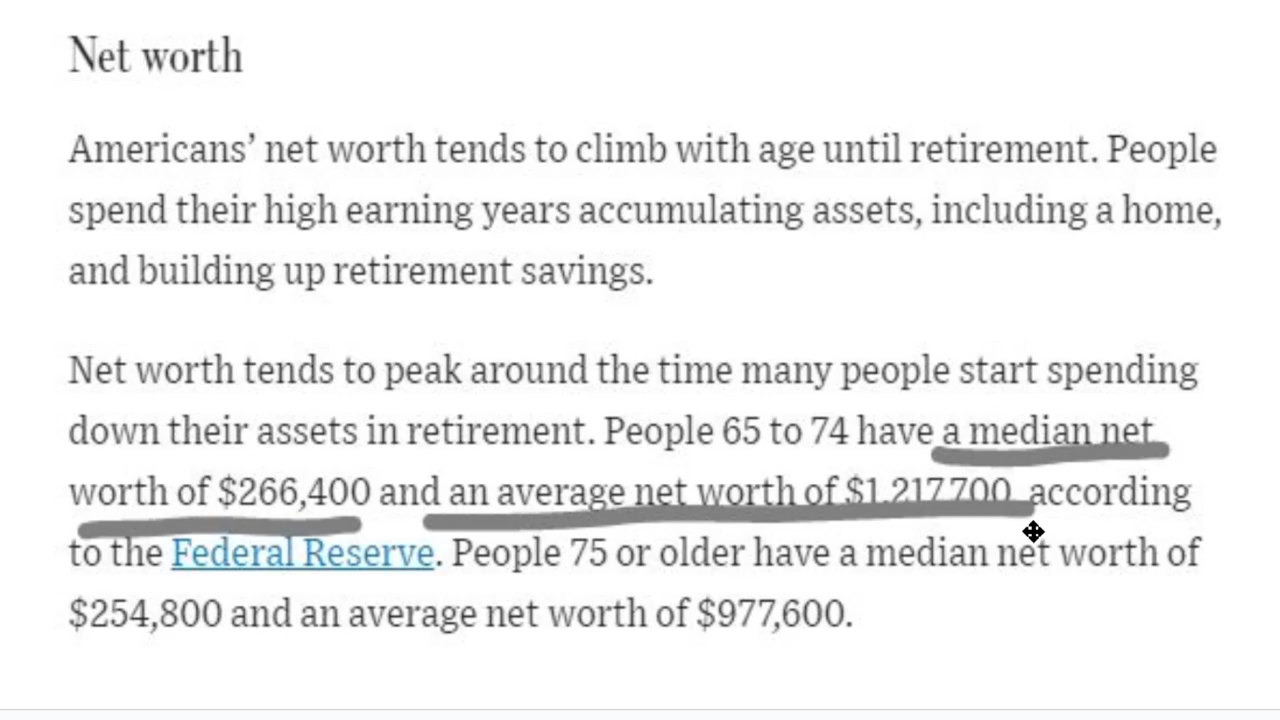 Net worth
Americans’ net worth tends to climb with age until retirement. People
spend their high earning years accumulating assets, including a home,
and building up retirement savings.
Net worth tends to peak around the time many people start spending
down their assets in retirement. People 65 to 74 have a median net
worth of $266,400 and an average net worth of $1,217,700, according
to the Federal Reserve. People 75 or older have a median net worth of
$254,800 and an average net worth of $977,600.